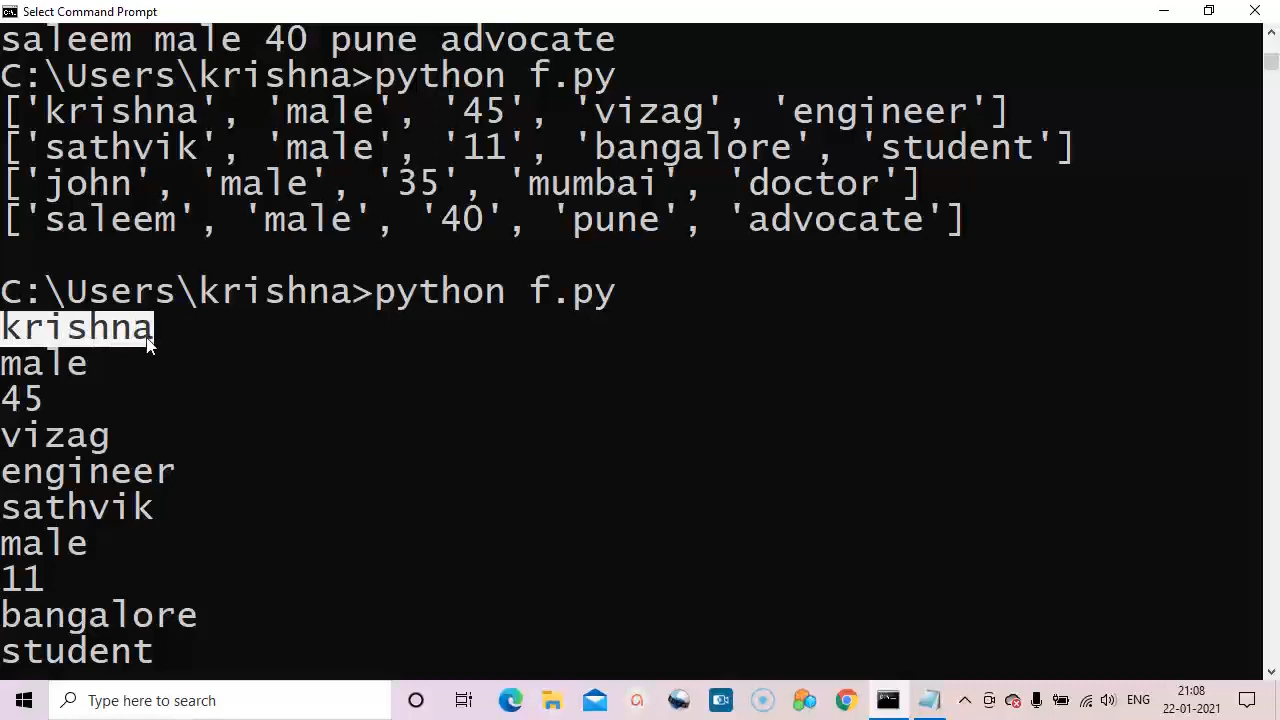 Select Command Prompt
saleem male 40 pune advocate
C:\Users\krishna>python f.py
['krishna', 'male', '45', 'vizag', 'engineer']
['sathvik', 'male', '11', 'bangalore', 'student']
['john', 'male', '35', 'mumbai', 'doctor']
['saleem', 'male', '40', 'pune', 'advocate']
C:\Users\krishna>python f.py
krishna
male
45
vizag
engineer
sathvik
male
11
bangalore
student
Type here to search
ENG
21:08
22-01-2021